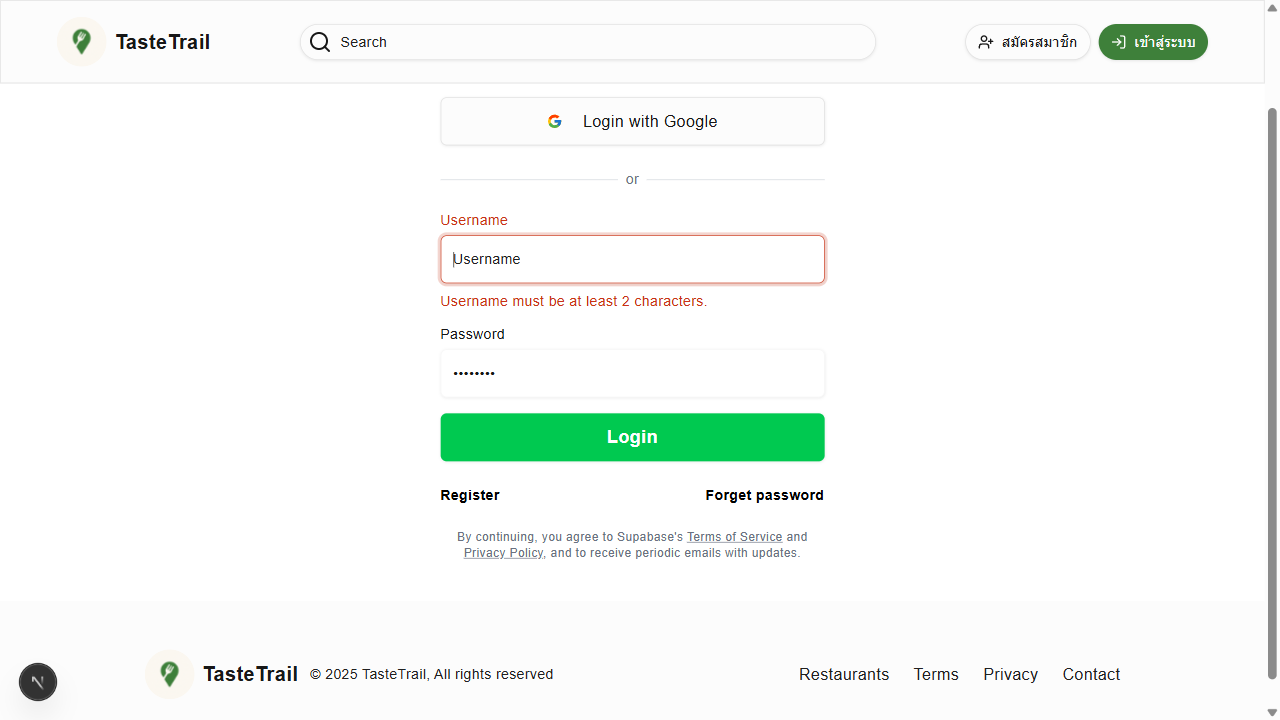 TasteTrail
Search
สมัครสมาชิก
เข้าสู่ระบบ
Login with Google
or
Username
Username
Username must be at least 2 characters.
Password
••••••••
Login
Register
Forget password
By continuing, you agree to Supabase's Terms of Service and
Privacy Policy, and to receive periodic emails with updates.
TasteTrail
© 2025 TasteTrail, All rights reserved
Restaurants
Terms
Privacy
Contact